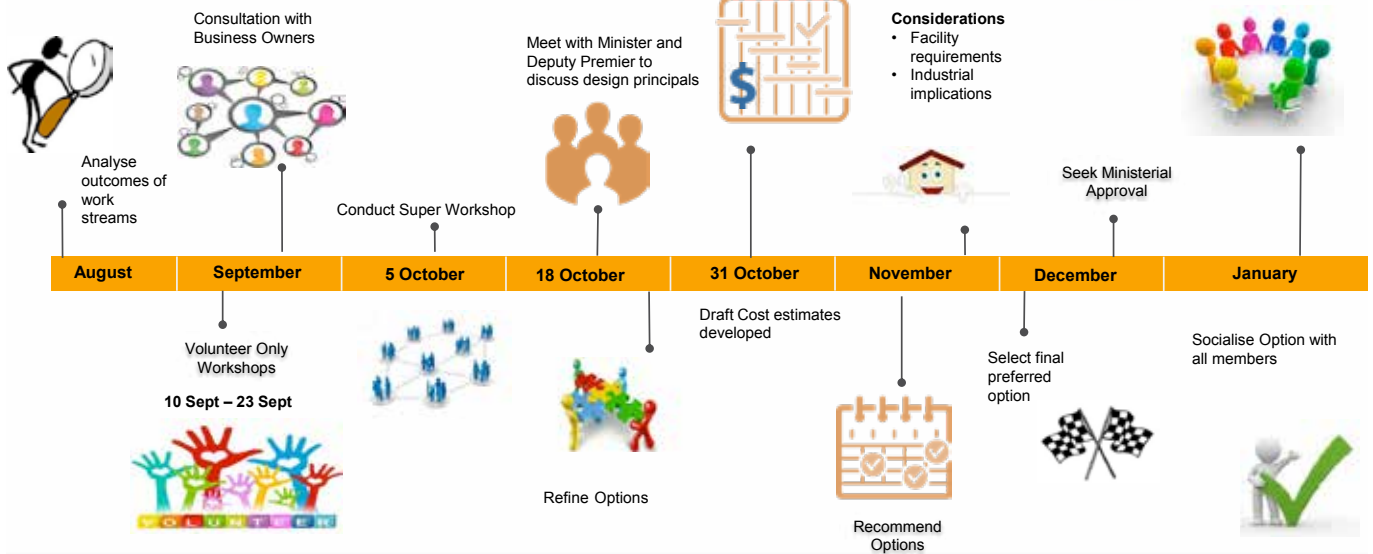 Consultation with
Business Owners
Meet with Minister and
Deputy Premier to
discuss design principals
$
Considerations
• Facility
requirements
• Industrial
implications
Analyse
outcomes of
work
streams
Conduct Super Workshop
Seek Ministerial
Approval
August
September
5 October
18 October
31 October
November
December
January
Volunteer Only
Workshops
10 Sept – 23 Sept
VOLUNTEER
Refine Options
Draft Cost estimates
developed
Recommend
Options
Select final
preferred
option
Socialise Option with
all members